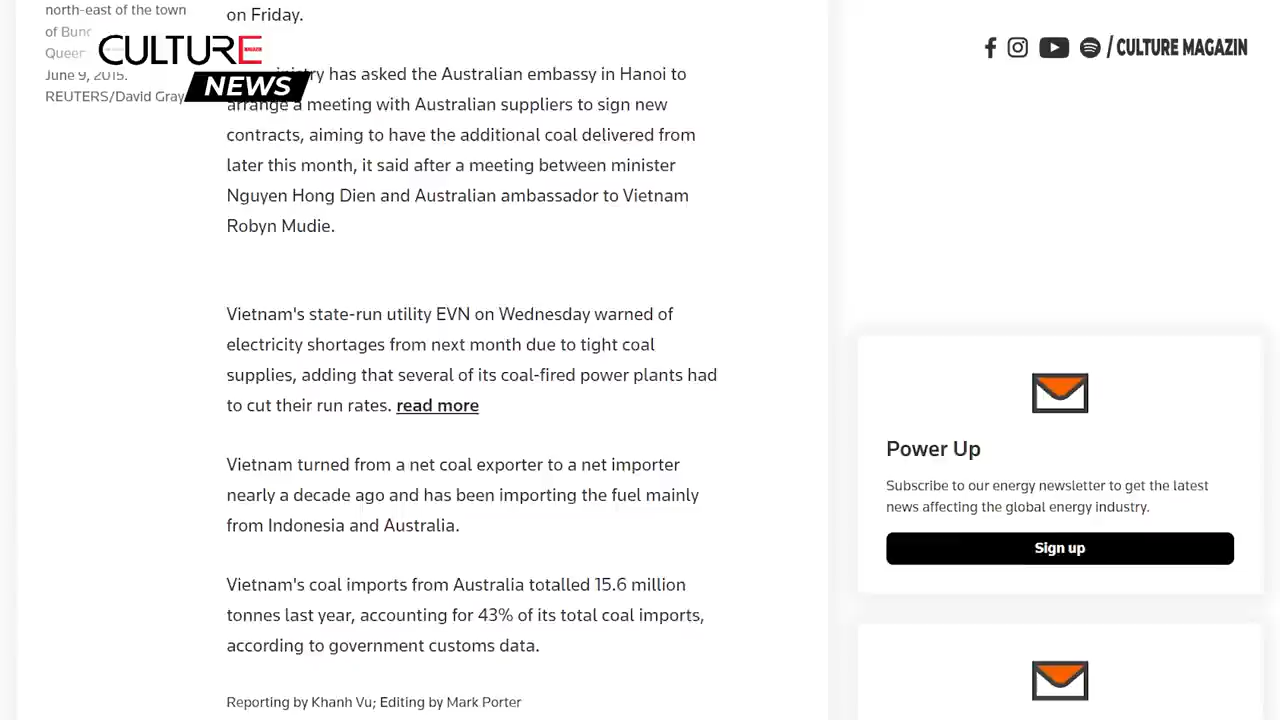 north-east of the town
of
Queen
June 9, 2015.
REUTERS/David Gray
CULTURE
NEWS
/ CULTURE MAGAZIN
on Friday.
has asked the Australian embassy in Hanoi to
arrange a meeting with Australian suppliers to sign new
contracts, aiming to have the additional coal delivered from
later this month, it said after a meeting between minister
Nguyen Hong Dien and Australian ambassador to Vietnam
Robyn Mudie.
Vietnam's state-run utility EVN on Wednesday warned of
electricity shortages from next month due to tight coal
supplies, adding that several of its coal-fired power plants had
to cut their run rates. read more
Vietnam turned from a net coal exporter to a net importer
nearly a decade ago and has been importing the fuel mainly
from Indonesia and Australia.
Vietnam's coal imports from Australia totalled 15.6 million
tonnes last year, accounting for 43% of its total coal imports,
according to government customs data.
Reporting by Khanh Vu; Editing by Mark Porter
Power Up
Subscribe to our energy newsletter to get the latest
news affecting the global energy industry.
Sign up